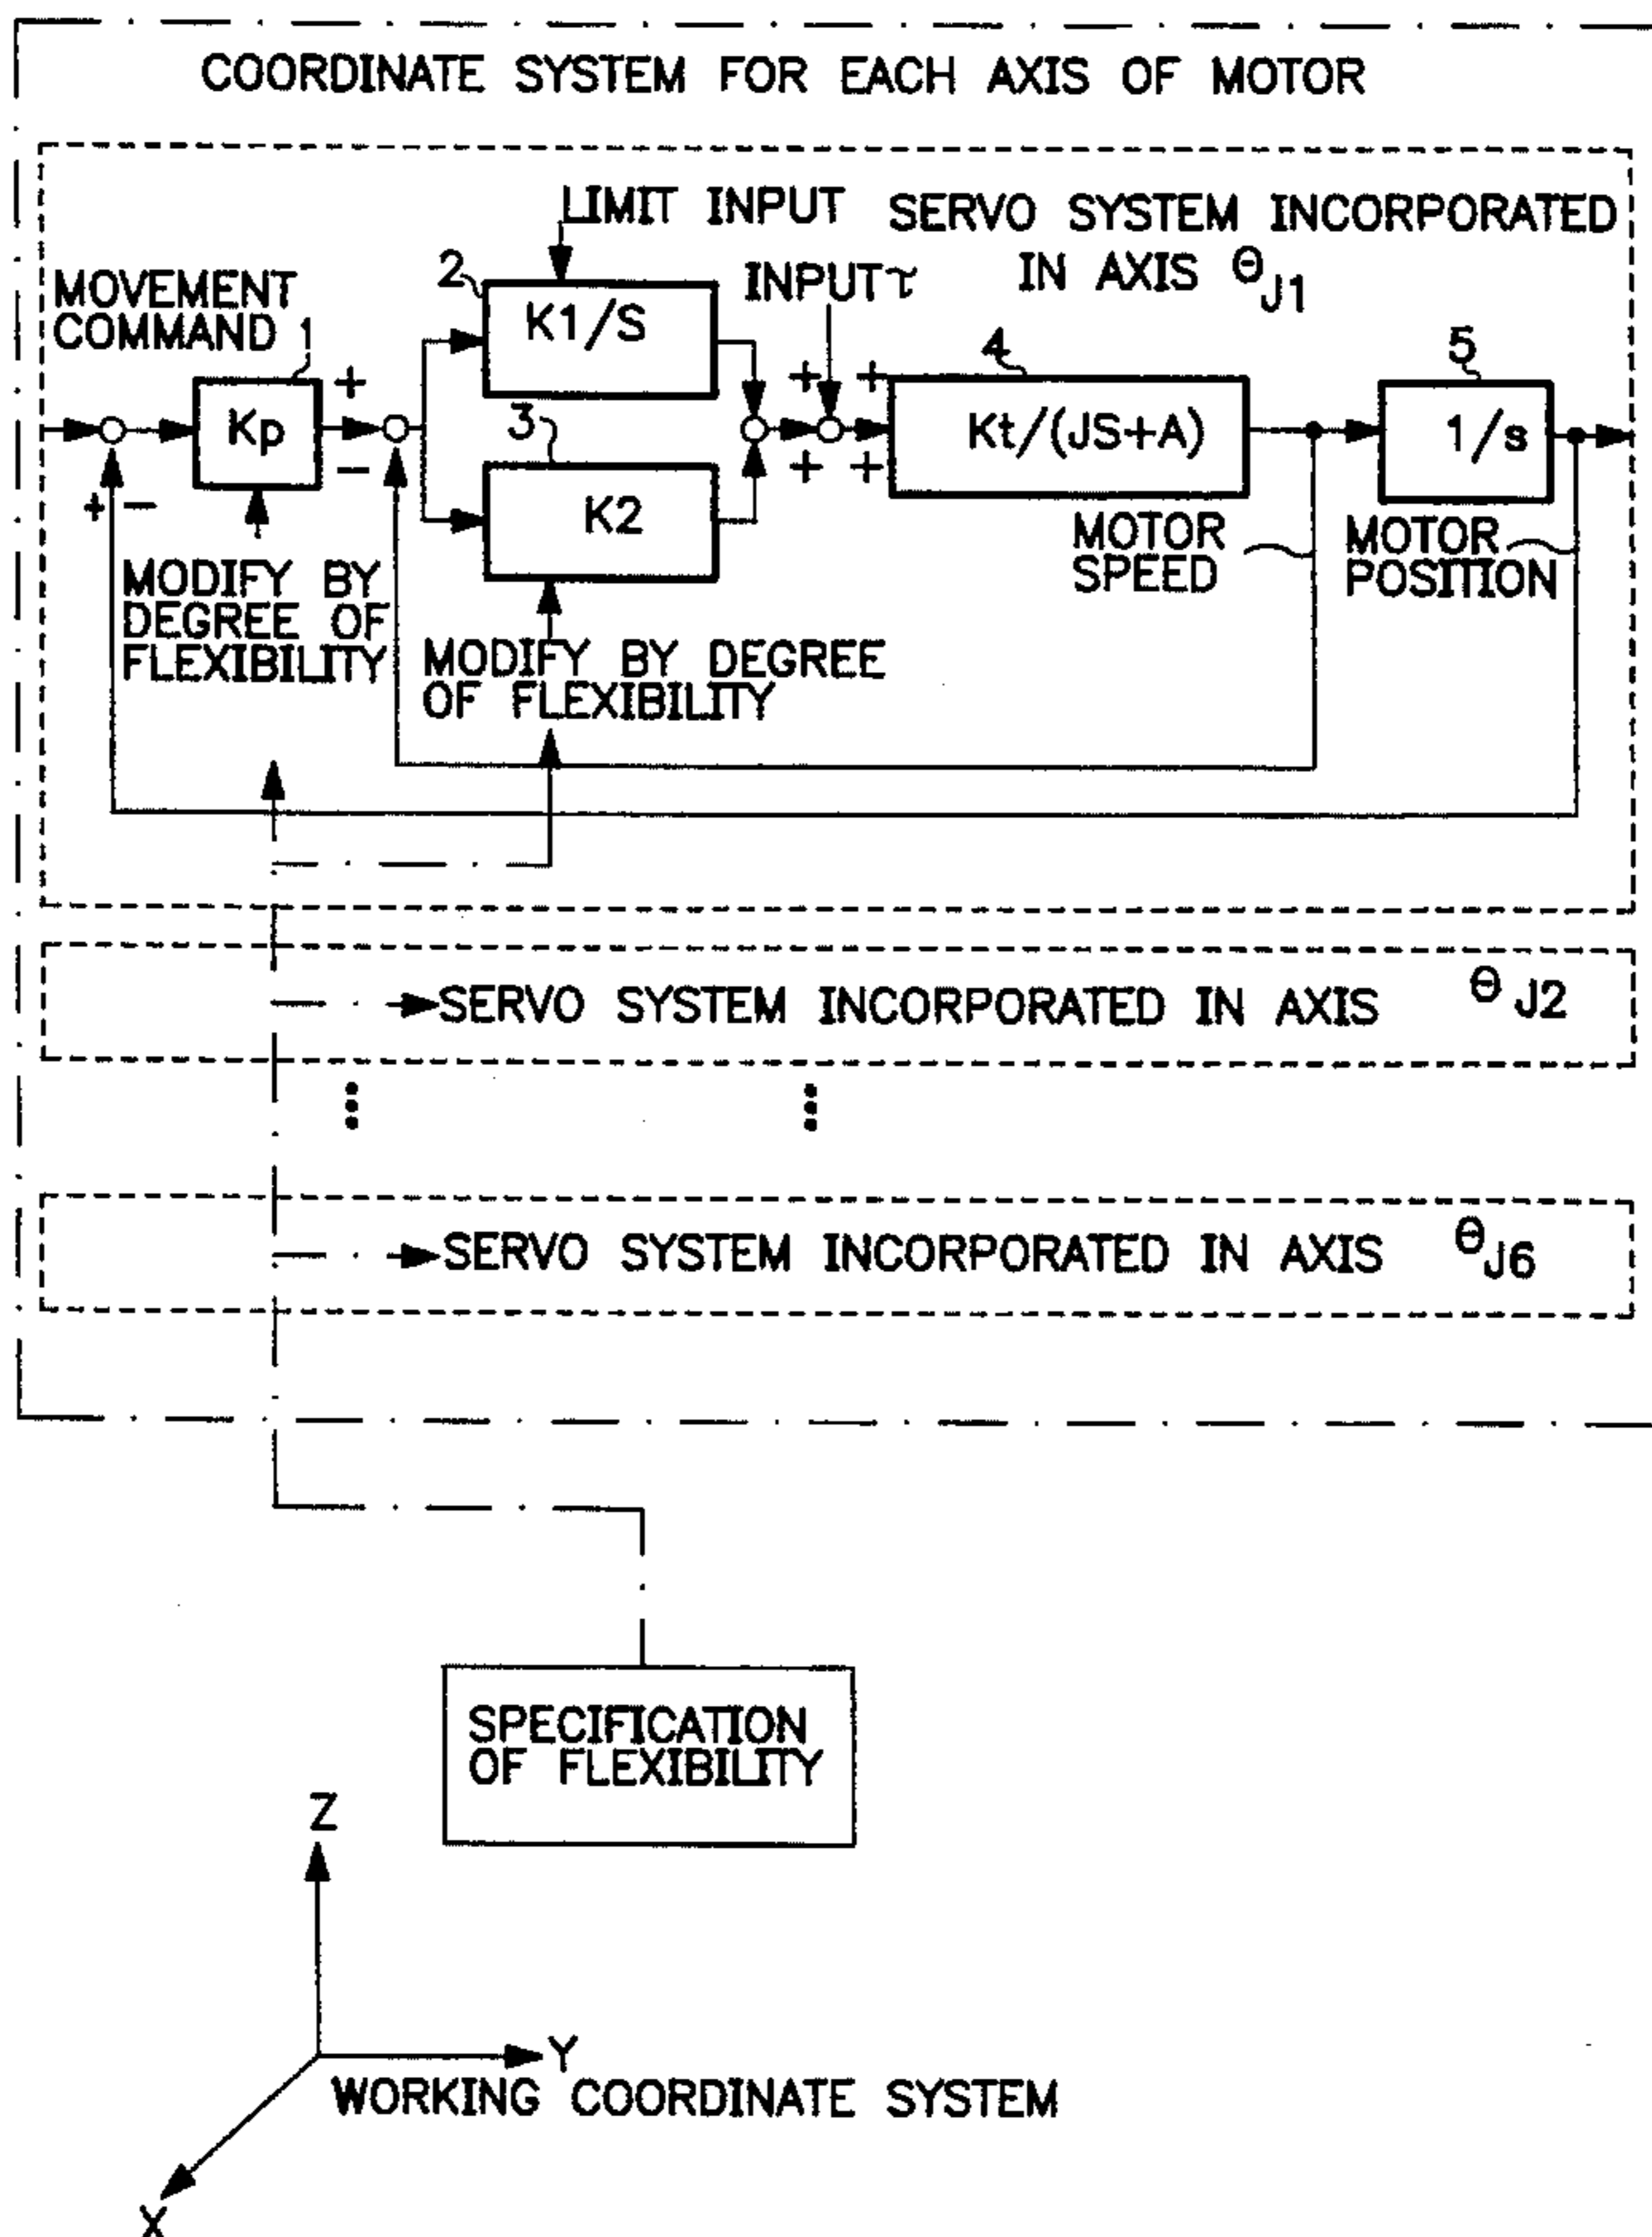 COORDINATE SYSTEM FOR EACH AXIS OF MOTOR
LIMIT INPUT
SERVO SYSTEM INCORPORATED
IN AXIS θJ1
MOVEMENT
COMMAND
1
2
K1/S
INPUT τ
+
-
Kp
+
-
3
K2
+
+
+
+
4
Kt/(JS+A)
5
1/s
MOTOR
SPEED
MOTOR
POSITION
MODIFY BY
DEGREE OF
FLEXIBILITY
MODIFY BY DEGREE
OF FLEXIBILITY
SERVO SYSTEM INCORPORATED IN AXIS θJ2
SERVO SYSTEM INCORPORATED IN AXIS θJ6
SPECIFICATION
OF FLEXIBILITY
Z
Y
WORKING COORDINATE SYSTEM
X